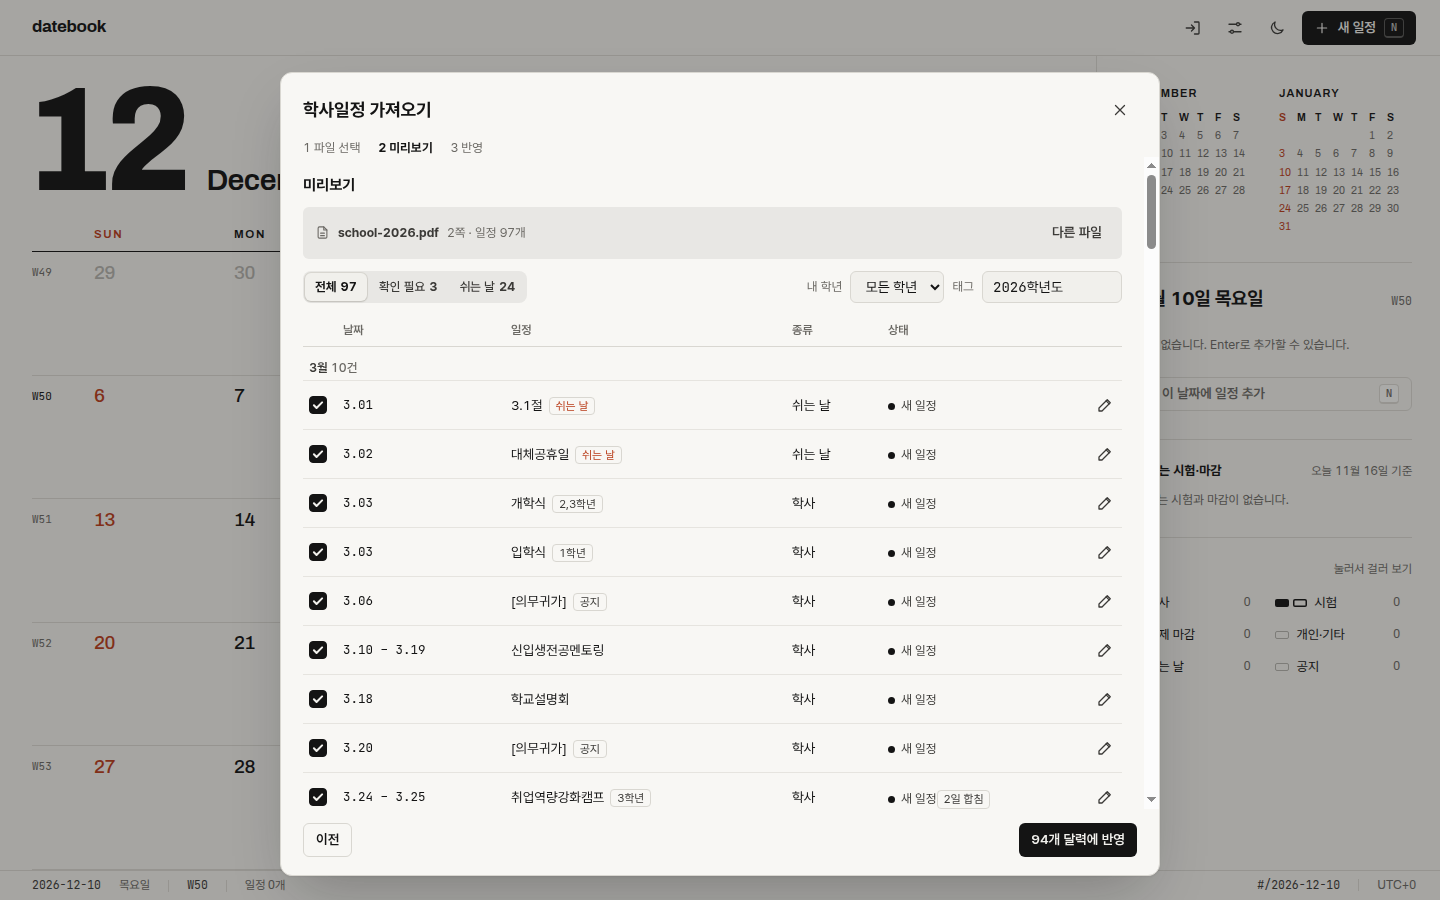 datebook
새 일정 N
12
Decem
SUN MON
W49 29 30
W50 6 7
W51 13 14
W52 20 21
W53 27 28
학사일정 가져오기
1 파일 선택 2 미리보기 3 반영
미리보기
school-2026.pdf 2쪽 · 일정 97개 다른 파일
전체 97 확인 필요 3 쉬는 날 24 내 학년 모든 학년 태그 2026학년도
날짜 일정 종류 상태
3월 10건
3.01 3.1절 쉬는 날 쉬는 날 새 일정
3.02 대체공휴일 쉬는 날 쉬는 날 새 일정
3.03 개학식 2,3학년 학사 새 일정
3.03 입학식 1학년 학사 새 일정
3.06 [의무귀가] 공지 학사 새 일정
3.10 – 3.19 신입생전공멘토링 학사 새 일정
3.18 학교설명회 학사 새 일정
3.20 [의무귀가] 공지 학사 새 일정
3.24 – 3.25 취업역량강화캠프 3학년 학사 새 일정 2일 합침
이전 94개 달력에 반영
MBER
T W T F S
3 4 5 6 7
10 11 12 13 14
17 18 19 20 21
24 25 26 27 28
JANUARY
S M T W T F S
1 2
3 4 5 6 7 8 9
10 11 12 13 14 15 16
17 18 19 20 21 22 23
24 25 26 27 28 29 30
31
월 10일 목요일 W50
없습니다. Enter로 추가할 수 있습니다.
이 날짜에 일정 추가 N
는 시험·마감 오늘 11월 16일 기준
는 시험과 마감이 없습니다.
눌러서 걸러 보기
사 0 시험 0
제 마감 0 개인·기타 0
는 날 0 공지 0
2026-12-10 목요일 W50 일정 0개 #/2026-12-10 UTC+0